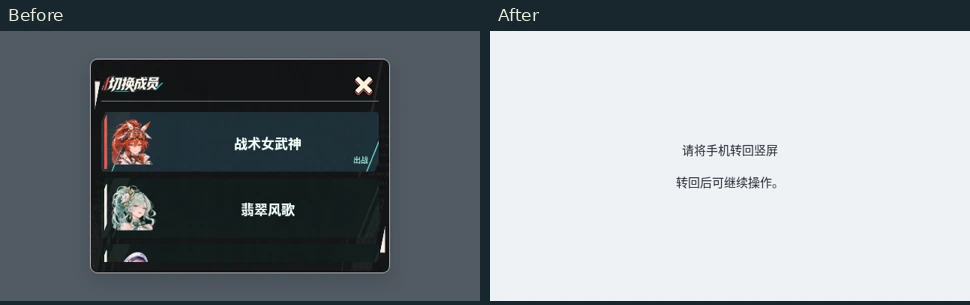 Before
After
切换成员
战术女武神
出战
翡翠风歌
请将手机转回竖屏
转回后可继续操作。